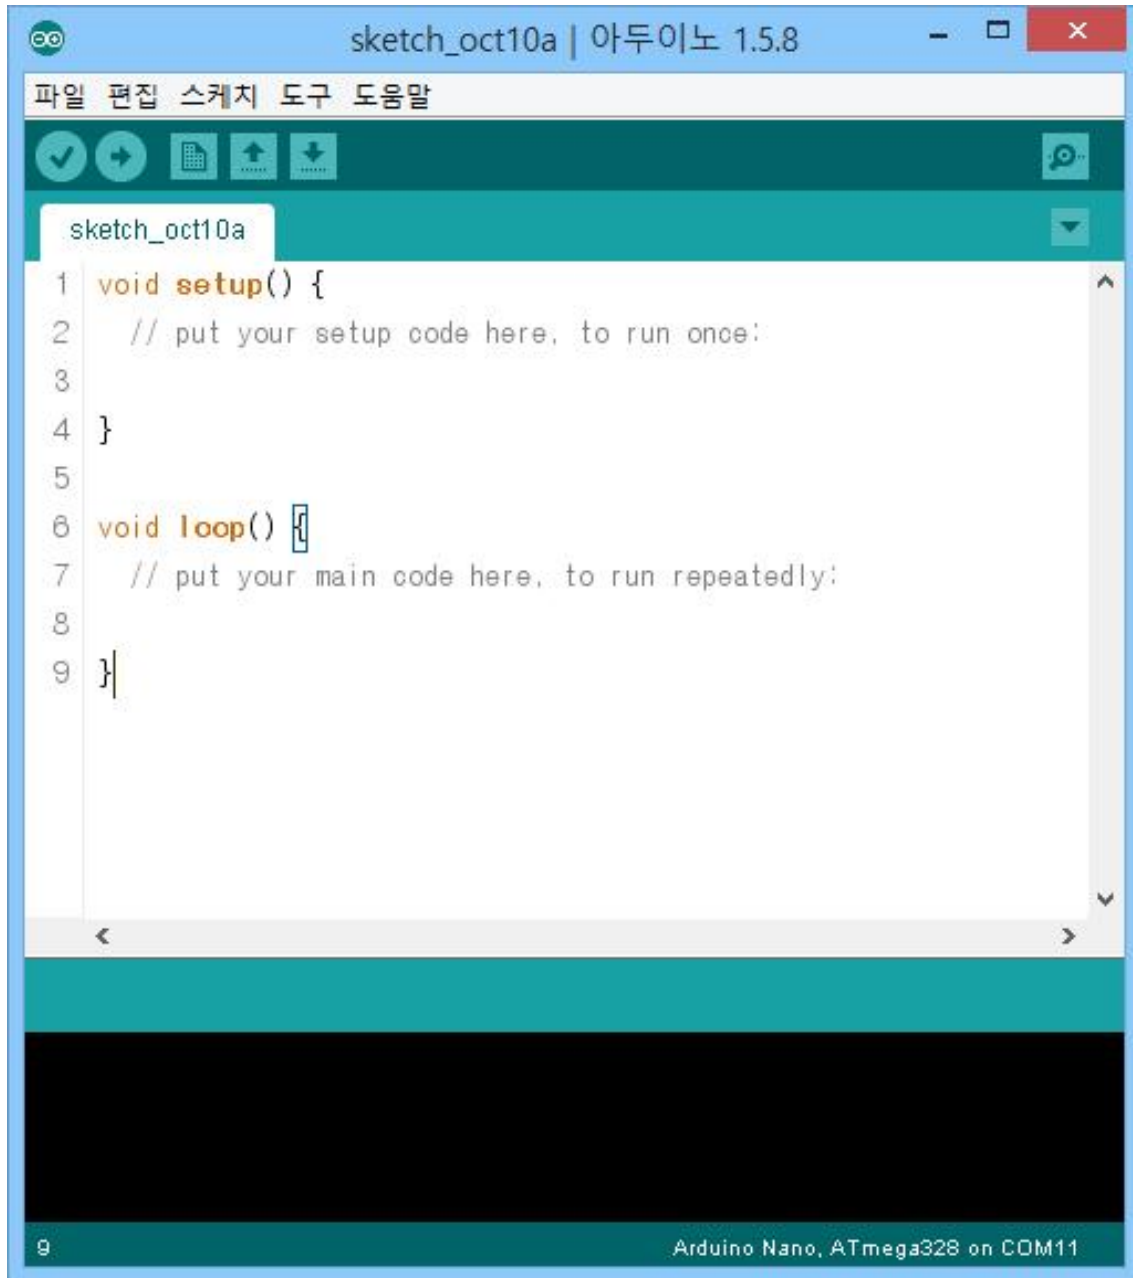 sketch_oct10a | 아두이노 1.5.8
파일 편집 스케치 도구 도움말
sketch_oct10a
1 void setup() {
2 // put your setup code here, to run once:
3
4 }
5
6 void loop() {
7 // put your main code here, to run repeatedly:
8
9 }
9 Arduino Nano, ATmega328 on COM11